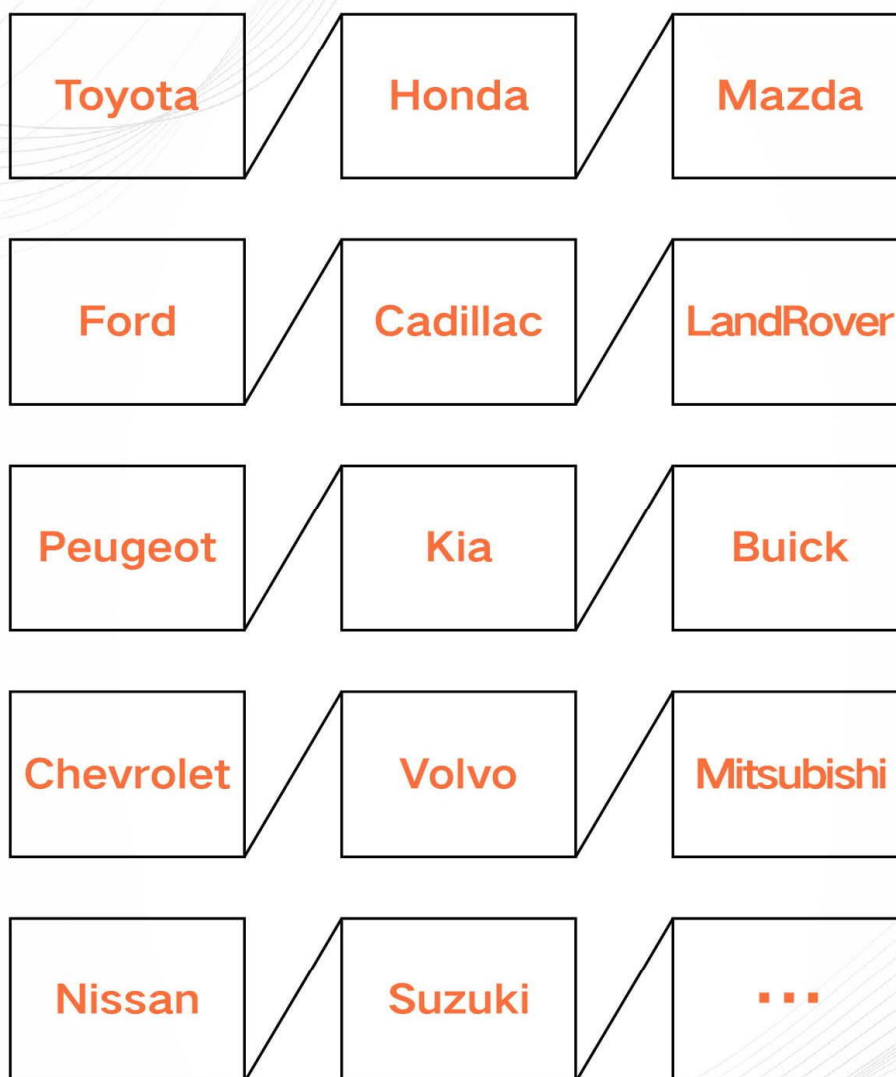 Toyota
Honda
Mazda
Ford
Cadillac
LandRover
Peugeot
Kia
Buick
Chevrolet
Volvo
Mitsubishi
Nissan
Suzuki
...